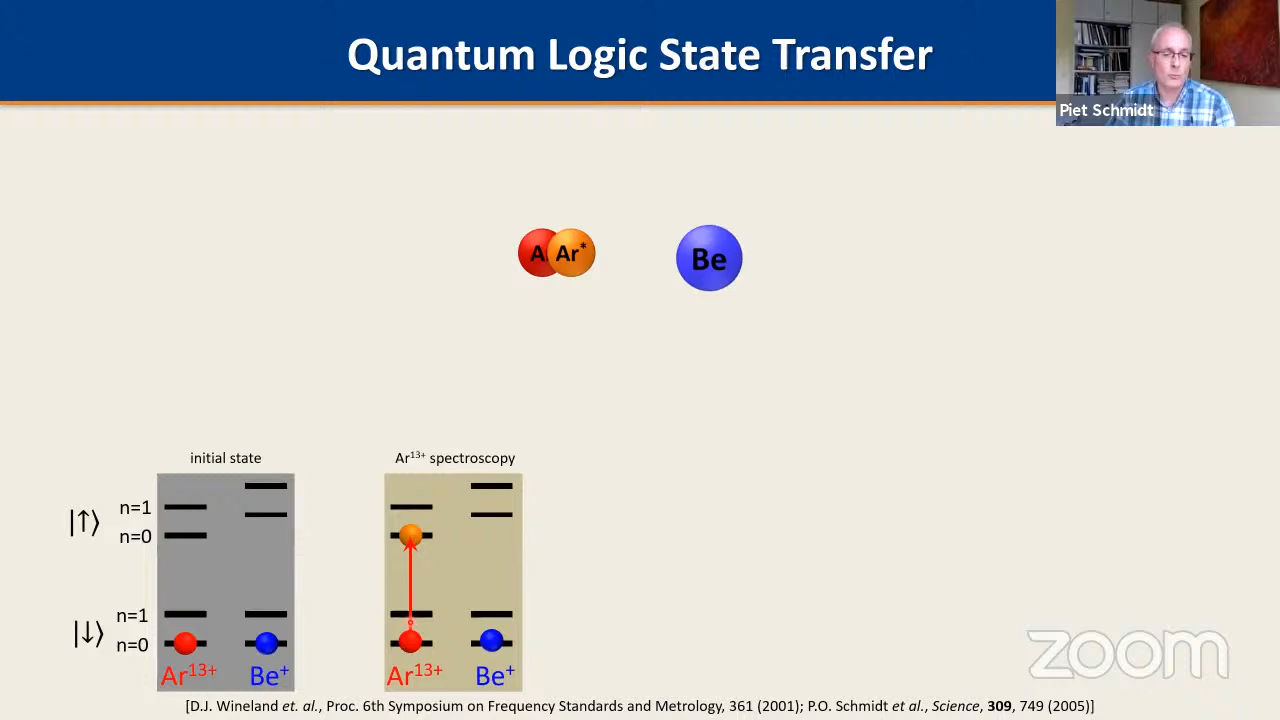 Quantum Logic State Transfer
Piet Schmidt
A Ar* Be
initial state
Ar13+ spectroscopy
|↑⟩
n=1
n=0
|↓⟩
n=1
n=0
Ar13+ Be+
Ar13+ Be+
zoom
[D.J. Wineland et. al., Proc. 6th Symposium on Frequency Standards and Metrology, 361 (2001); P.O. Schmidt et al., Science, 309, 749 (2005)]